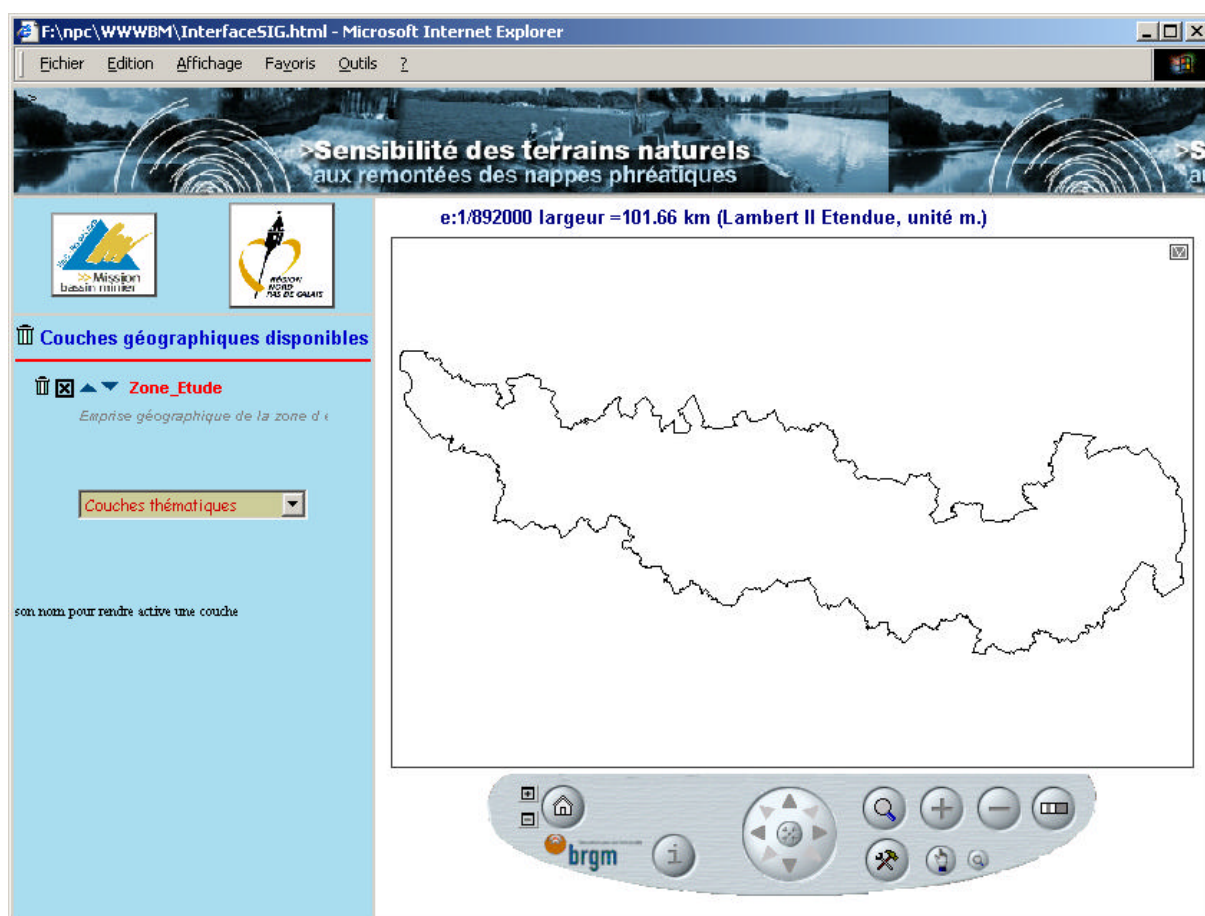 F:\npc\WWWBM\InterfaceSIG.html - Microsoft Internet Explorer
Fichier Edition Affichage Favoris Outils ?
>Sensibilité des terrains naturels
aux remontées des nappes phréatiques
>S
au
e:1/892000 largeur =101.66 km (Lambert II Etendue, unité m.)
>> Mission
bassin minier
RÉGION
NORD
PAS DE CALAIS
V
Couches géographiques disponibles
Zone_Etude
Emprise géographique de la zone d
Couches thématiques
son nom pour rendre active une couche
brgm
i